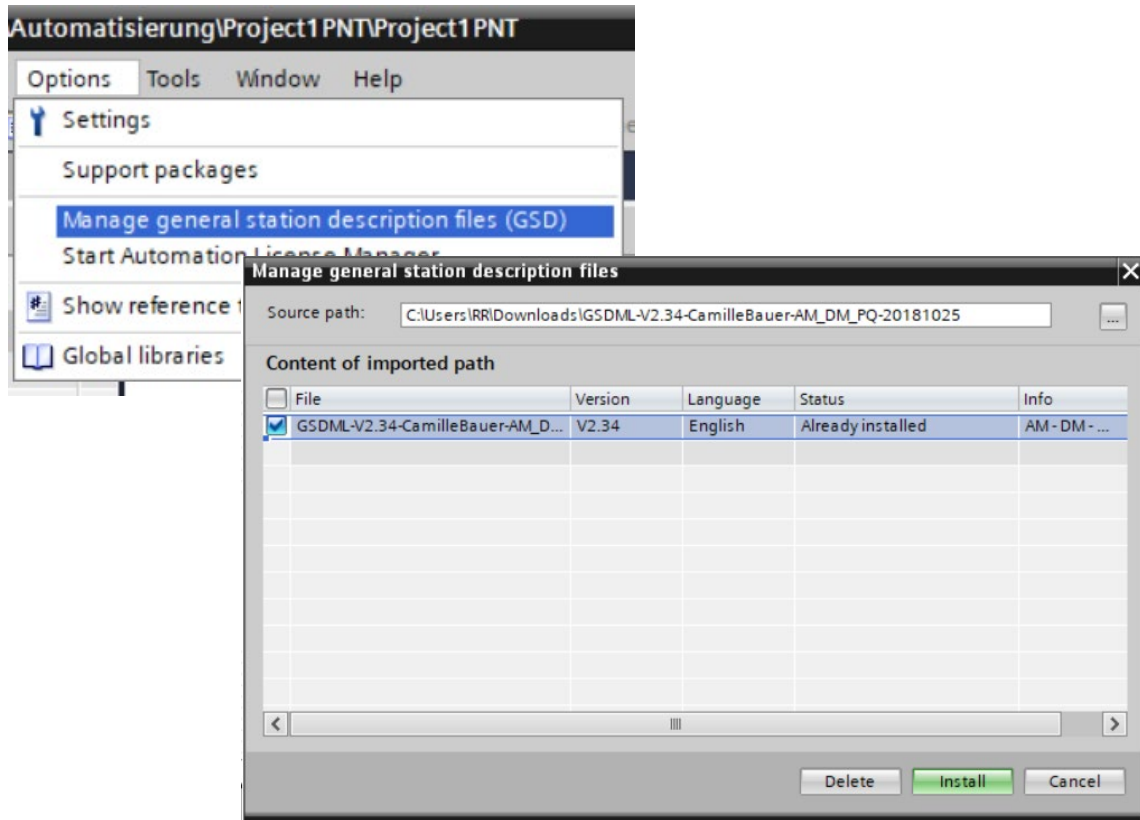 Automatisierung\Project1PNT\Project1PNT
Options Tools Window Help
Settings
Support packages
Manage general station description files (GSD)
Start Automation License Manager
Show reference
Global libraries
Manage general station description files
Source path: C:\Users\RR\Downloads\GSDML-V2.34-CamilleBauer-AM_DM_PQ-20181025 ...
Content of imported path
File Version Language Status Info
GSDML-V2.34-CamilleBauer-AM_D... V2.34 English Already installed AM - DM - ...
Delete Install Cancel